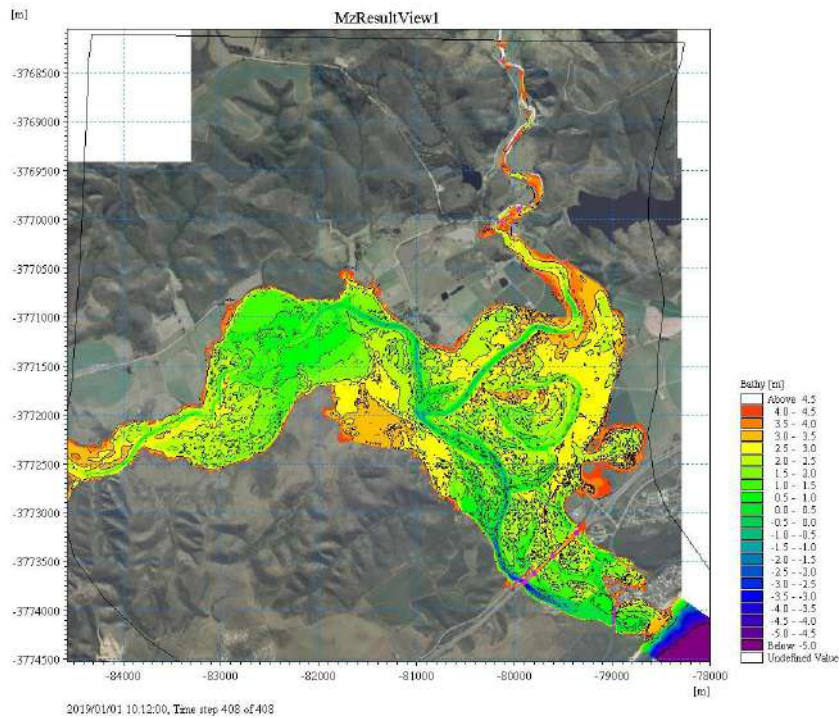 [m]
MzResultView1
-3768500
-3769000
-3769500
-3770000
-3770500
-3771000
-3771500
-3772000
-3772500
-3773000
-3773500
-3774000
-3774500
-84000 -83000 -82000 -81000 -80000 -79000 -78000
[m]
Bathy [m]
Above 4.5
4.0 - 4.5
3.5 - 4.0
3.0 - 3.5
2.5 - 3.0
2.0 - 2.5
1.5 - 2.0
1.0 - 1.5
0.5 - 1.0
0.0 - 0.5
-0.5 - 0.0
-1.0 - -0.5
-1.5 - -1.0
-2.0 - -1.5
-2.5 - -2.0
-3.0 - -2.5
-3.5 - -3.0
-4.0 - -3.5
-4.5 - -4.0
-5.0 - -4.5
Below -5.0
Undefined Value
2019/01/01 10:12:00, Time step 408 of 408